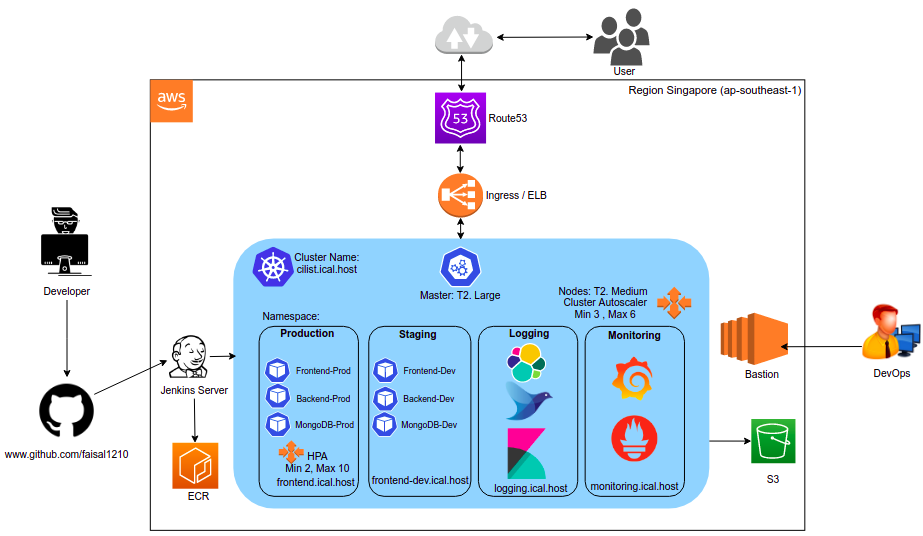 User
Region Singapore (ap-southeast-1)
aws
53
Route53
Ingress / ELB
Developer
Cluster Name:
cilist.ical.host
Master: T2. Large
Nodes: T2. Medium
Cluster Autoscaler
Min 3 , Max 6
Namespace:
Production
Frontend-Prod
Backend-Prod
MongoDB-Prod
HPA
Min 2, Max 10
frontend.ical.host
Staging
Frontend-Dev
Backend-Dev
MongoDB-Dev
frontend-dev.ical.host
Logging
logging.ical.host
Monitoring
monitoring.ical.host
Jenkins Server
www.github.com/faisal1210
ECR
Bastion
DevOps
S3